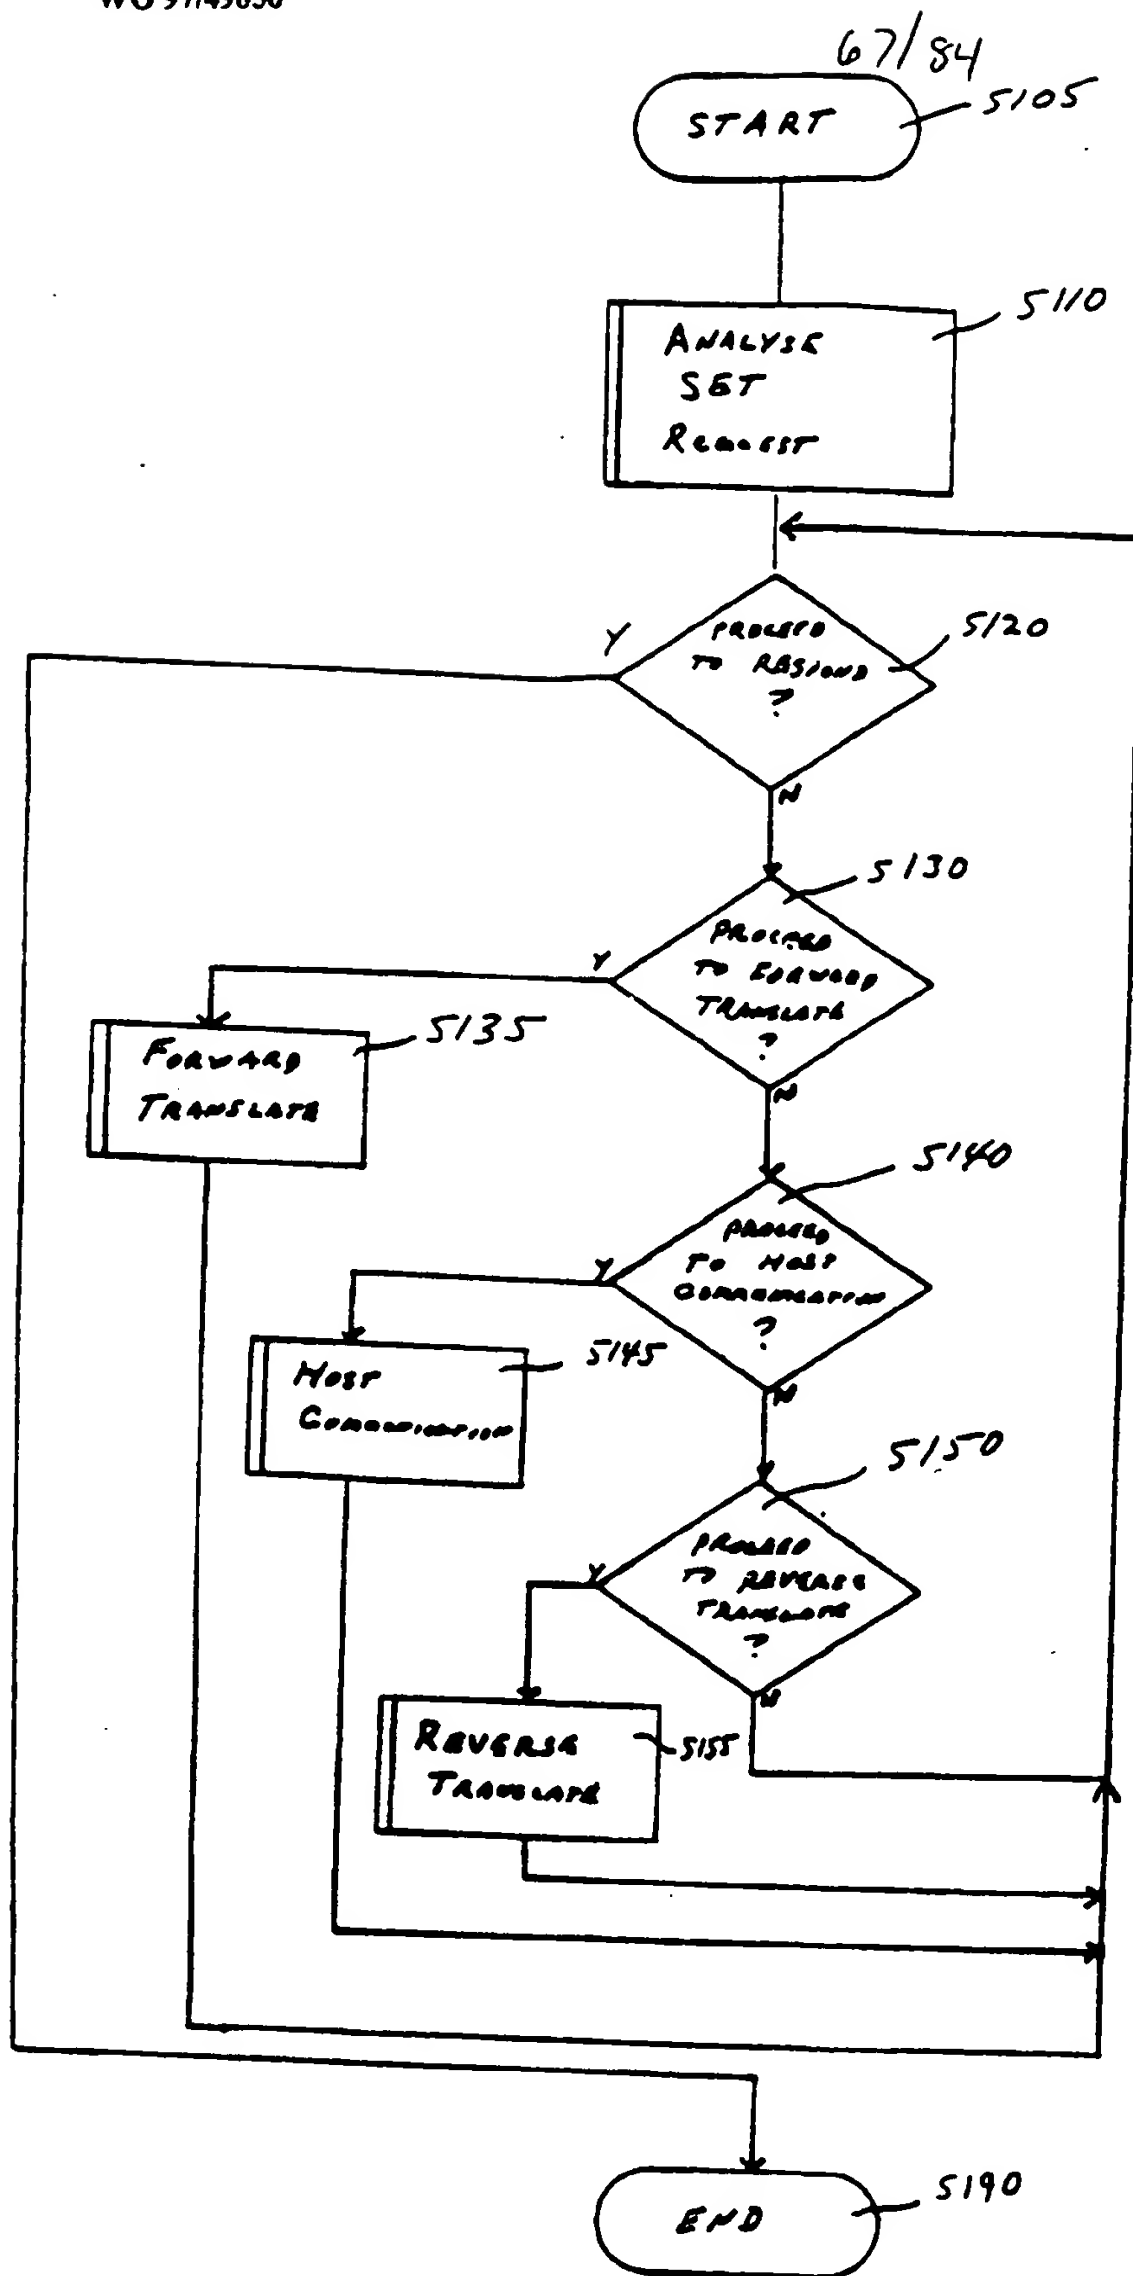 67/84
START
5105
5110
ANALYSE
SET
REQUEST
Y
PROCEED
TO RESPOND
?
5120
N
5130
PROCEED
TO FORWARD
TRANSLATE
?
Y
5135
FORWARD
TRANSLATE
N
5140
PROCEED
TO HOST
COMMUNICATION
?
Y
5145
HOST
COMMUNICATION
N
5150
PROCEED
TO REVERSE
TRANSLATE
?
Y
N
REVERSE
TRANSLATE
5155
END
5190